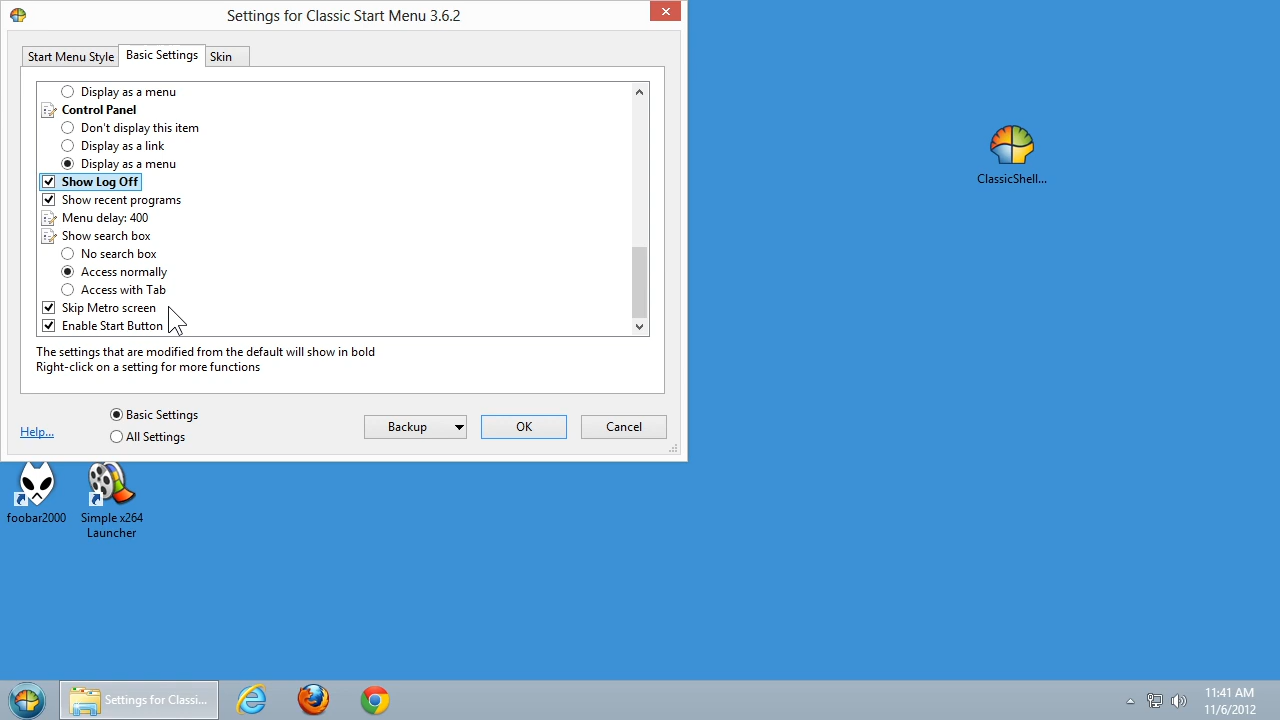 Settings for Classic Start Menu 3.6.2
Start Menu Style
Basic Settings
Skin
Display as a menu
Control Panel
Don't display this item
Display as a link
Display as a menu
Show Log Off
Show recent programs
Menu delay: 400
Show search box
No search box
Access normally
Access with Tab
Skip Metro screen
Enable Start Button
The settings that are modified from the default will show in bold
Right-click on a setting for more functions
Help...
Basic Settings
All Settings
Backup
OK
Cancel
ClassicShell...
foobar2000
Simple x264
Launcher
Settings for Classi...
11:41 AM
11/6/2012